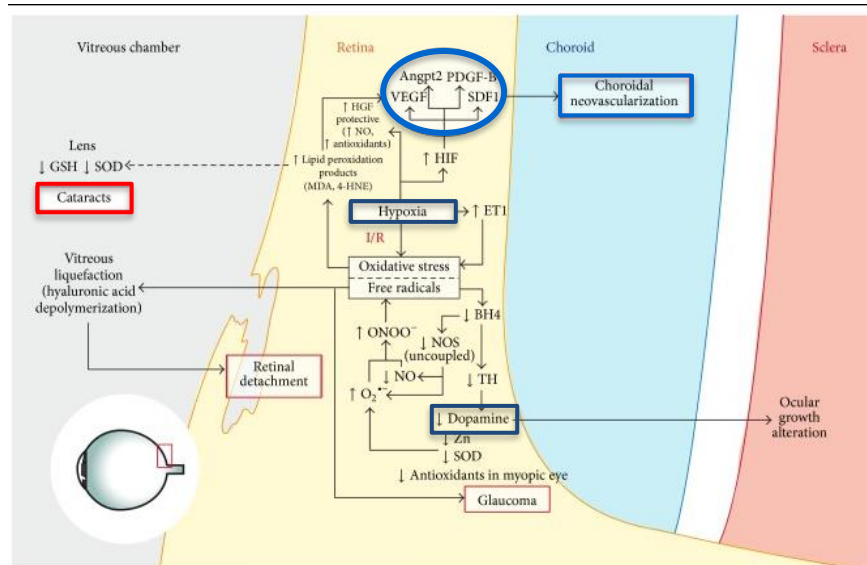 Vitreous chamber
Retina
Choroid
Sclera
Angpt2 PDGF-B
VEGF SDF1
Choroidal
neovascularization
↑ HGF
protective
(↑ NO,
↑ antioxidants)
↑ HIF
Lens
↓ GSH ↓ SOD
↑ Lipid peroxidation
products
(MDA, 4-HNE)
Cataracts
Hypoxia
↑ ET1
I/R
Oxidative stress
Free radicals
Vitreous
liquefaction
(hyaluronic acid
depolymerization)
↓ BH4
↑ ONOO⁻
↓ NOS
(uncoupled)
Retinal
detachment
↓ NO
↓ TH
↑ O₂•⁻
↓ Dopamine
Ocular
growth
alteration
↓ Zn
↓ SOD
↓ Antioxidants in myopic eye
Glaucoma